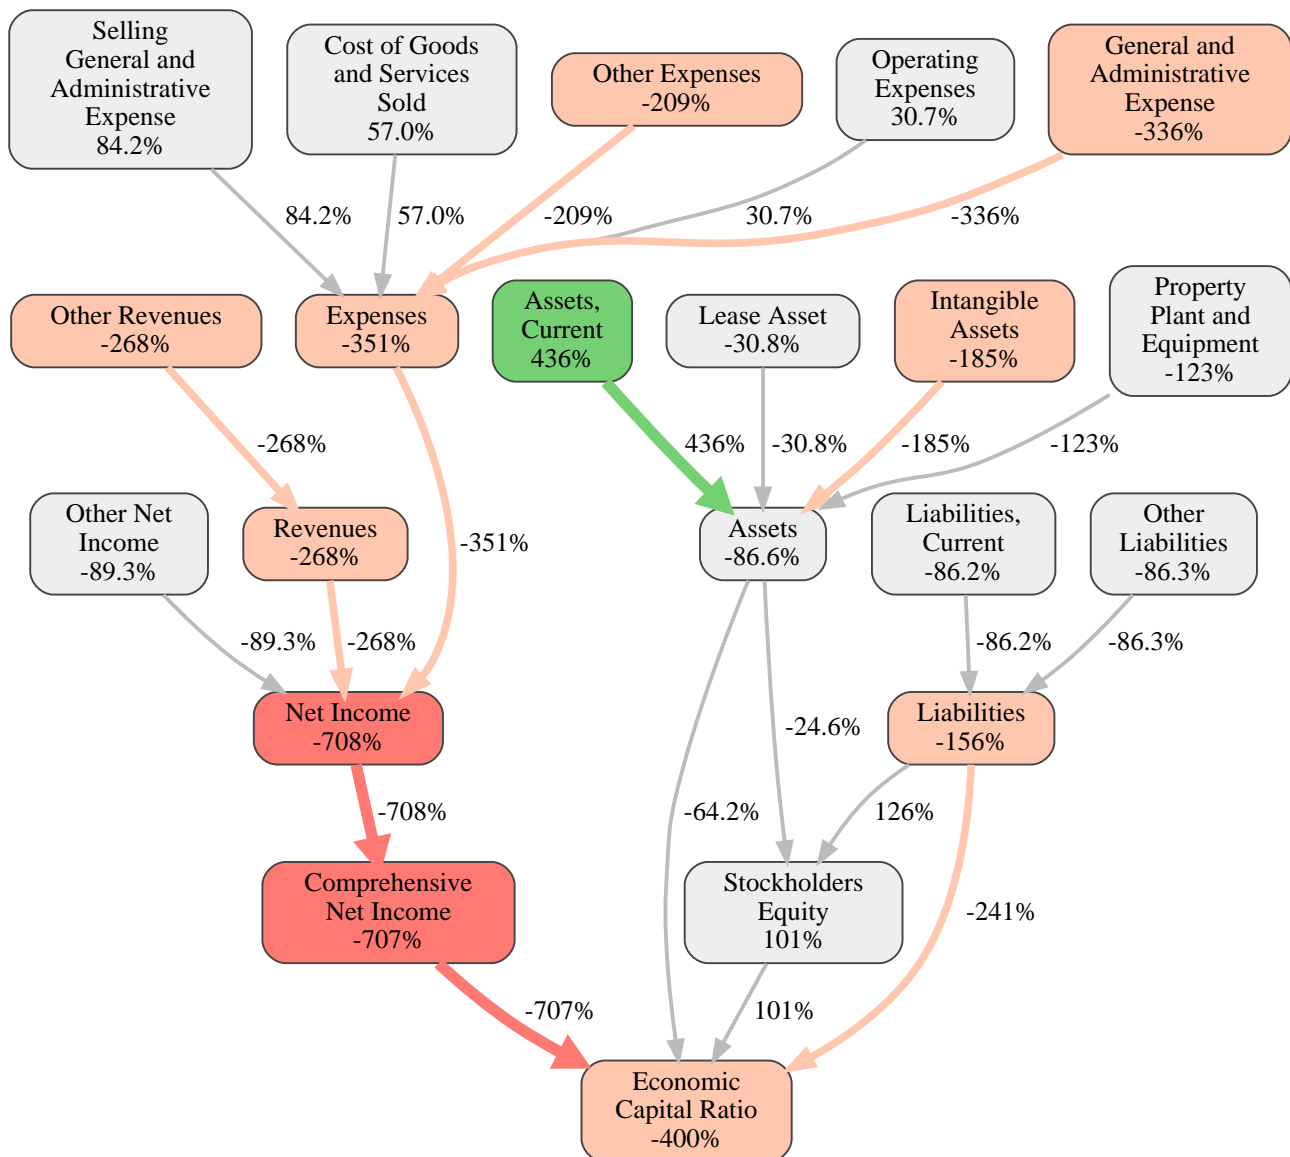 Selling
General and
Administrative
Expense
84.2%
Cost of Goods
and Services
Sold
57.0%
Other Expenses
-209%
Operating
Expenses
30.7%
General and
Administrative
Expense
-336%
84.2%
57.0%
-209%
30.7%
-336%
Other Revenues
-268%
Expenses
-351%
Assets,
Current
436%
Lease Asset
-30.8%
Intangible
Assets
-185%
Property
Plant and
Equipment
-123%
-268%
436%
-30.8%
-185%
-123%
Other Net
Income
-89.3%
Revenues
-268%
-351%
Assets
-86.6%
Liabilities,
Current
-86.2%
Other
Liabilities
-86.3%
-89.3%
-268%
-86.2%
-86.3%
Net Income
-708%
-24.6%
Liabilities
-156%
-708%
-64.2%
126%
Comprehensive
Net Income
-707%
Stockholders
Equity
101%
-241%
-707%
101%
Economic
Capital Ratio
-400%